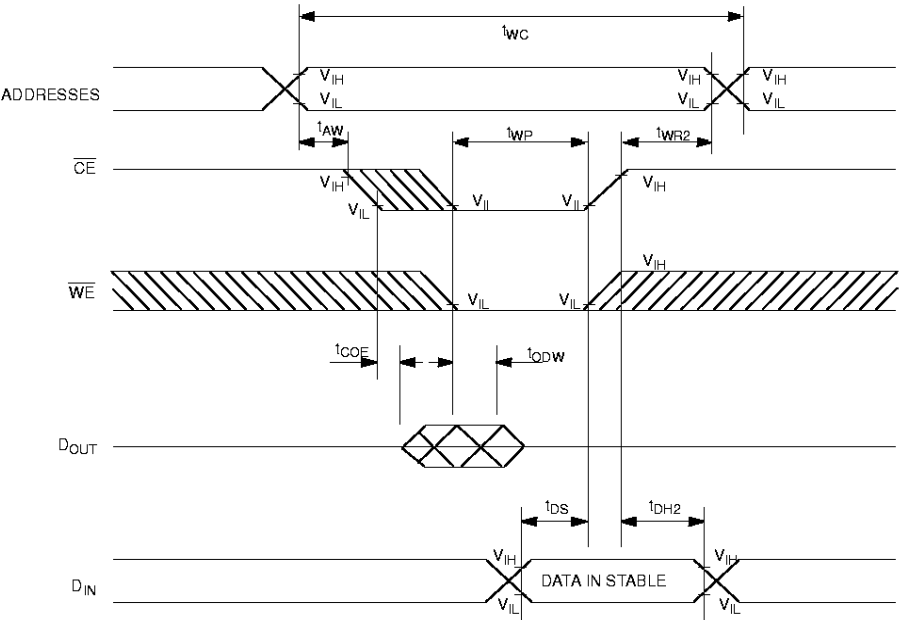 tWC
ADDRESSES VIH VIH VIH
VIL VIL VIL
tAW tWP tWR2
CE VIH VIH
VIL VIL VIL
VIH
WE VIL VIL
tCOE tODW
DOUT
tDS tDH2
VIH VIH
DIN DATA IN STABLE
VIL VIL